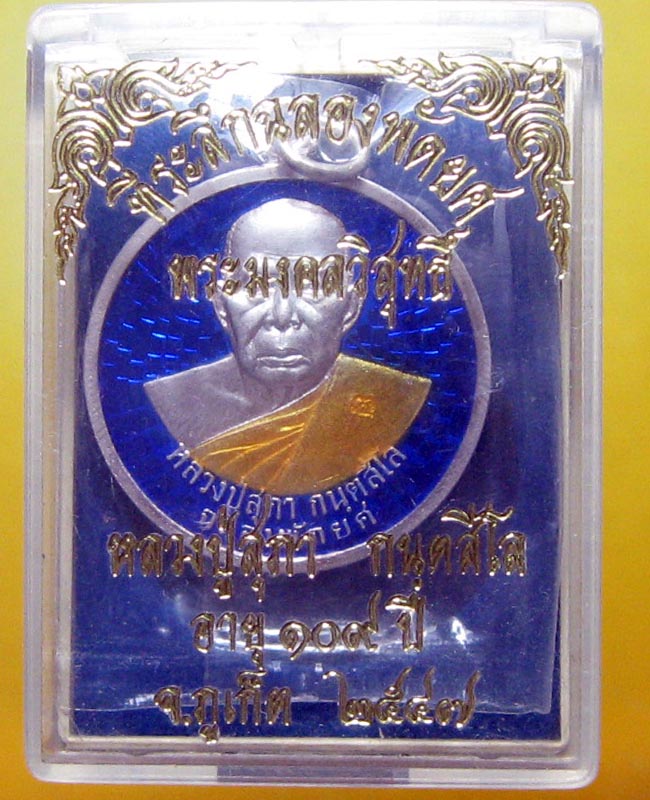 ที่ระลึกฉลองพัดยศ
พระมงคลวิสุทธิ์
หลวงปู่สุภา กนฺตสีโล
ยศ
หลวงปู่สุภา กนฺตสีโล
อายุ ๑๐๙ ปี
จ.ภูเก็ต ๒๕๔๗